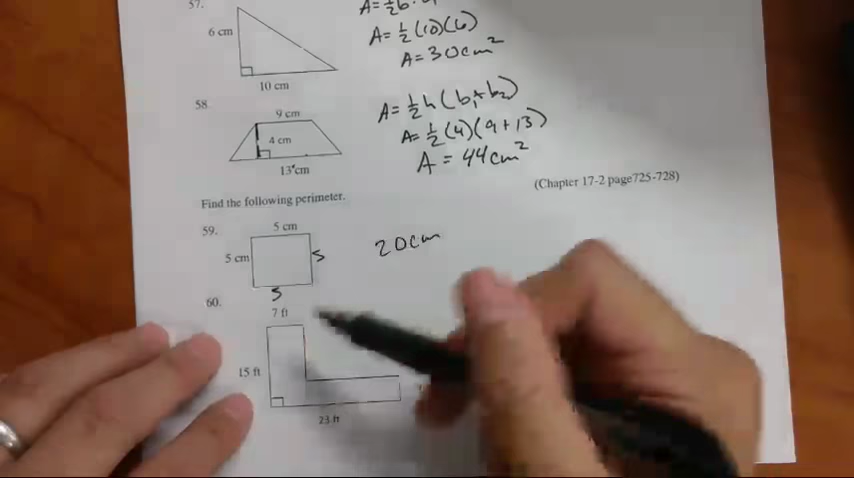 57.
A=½b·
6 cm
A=½(10)(6)
A=30cm²
10 cm
58.
9 cm
A=½h(b₁+b₂)
4 cm
A=½(4)(9+13)
A=44cm²
13 cm
(Chapter 17-2 page725-728)
Find the following perimeter.
59.
5 cm
5 cm
5
20cm
5
60.
7 ft
15 ft
23 ft